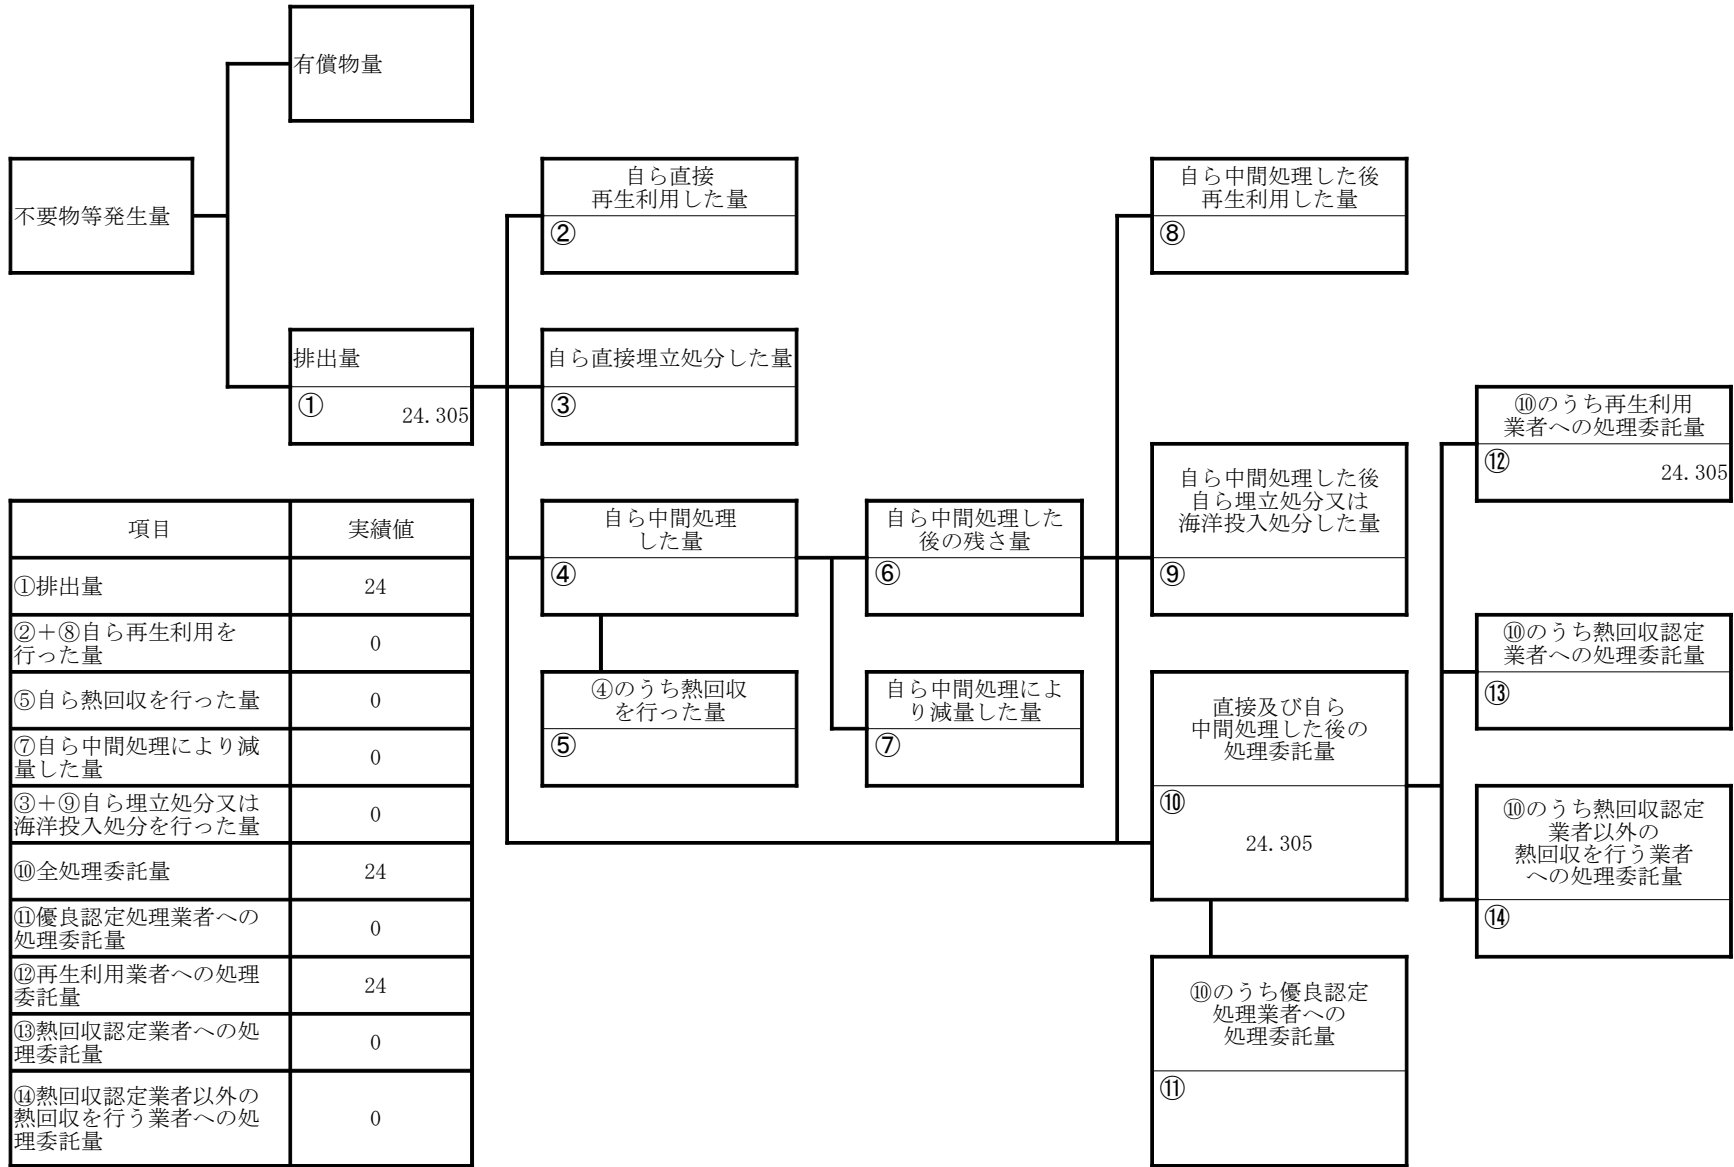 有償物量
不要物等発生量
自ら直接
再生利用した量
②
自ら中間処理した後
再生利用した量
⑧
排出量
①
24.305
自ら直接埋立処分した量
③
⑩のうち再生利用
業者への処理委託量
⑫
24.305
自ら中間処理
した量
④
自ら中間処理した
後の残さ量
⑥
自ら中間処理した後
自ら埋立処分又は
海洋投入処分した量
⑨
④のうち熱回収
を行った量
⑤
自ら中間処理によ
り減量した量
⑦
直接及び自ら
中間処理した後の
処理委託量
⑩
24.305
⑩のうち熱回収認定
業者への処理委託量
⑬
⑩のうち熱回収認定
業者以外の
熱回収を行う業者
への処理委託量
⑭
⑩のうち優良認定
処理業者への
処理委託量
⑪
項目 実績値
①排出量 24
②＋⑧自ら再生利用を
行った量 0
⑤自ら熱回収を行った量 0
⑦自ら中間処理により減
量した量 0
③＋⑨自ら埋立処分又は
海洋投入処分を行った量 0
⑩全処理委託量 24
⑪優良認定処理業者への
処理委託量 0
⑫再生利用業者への処理
委託量 24
⑬熱回収認定業者への処
理委託量 0
⑭熱回収認定業者以外の
熱回収を行う業者への処
理委託量 0